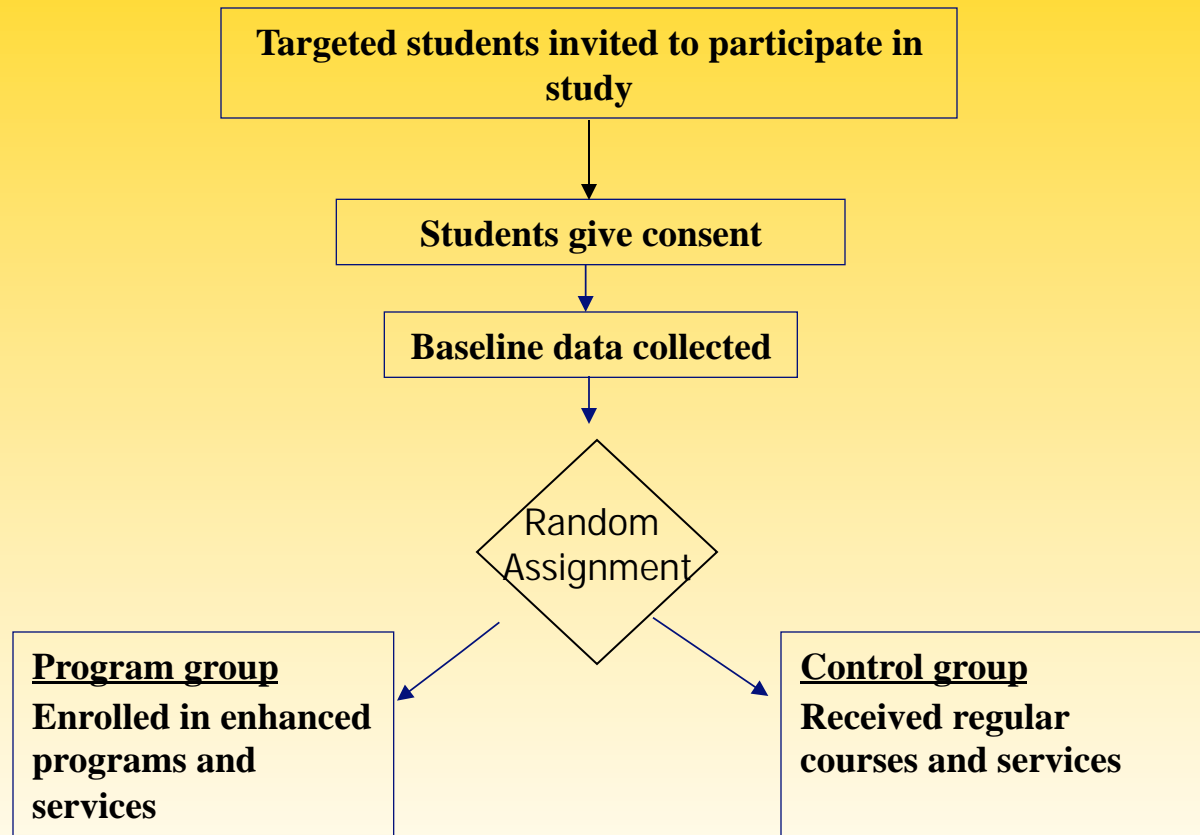 Targeted students invited to participate in
study
Students give consent
Baseline data collected
Random
Assignment
Program group
Enrolled in enhanced
programs and
services
Control group
Received regular
courses and services